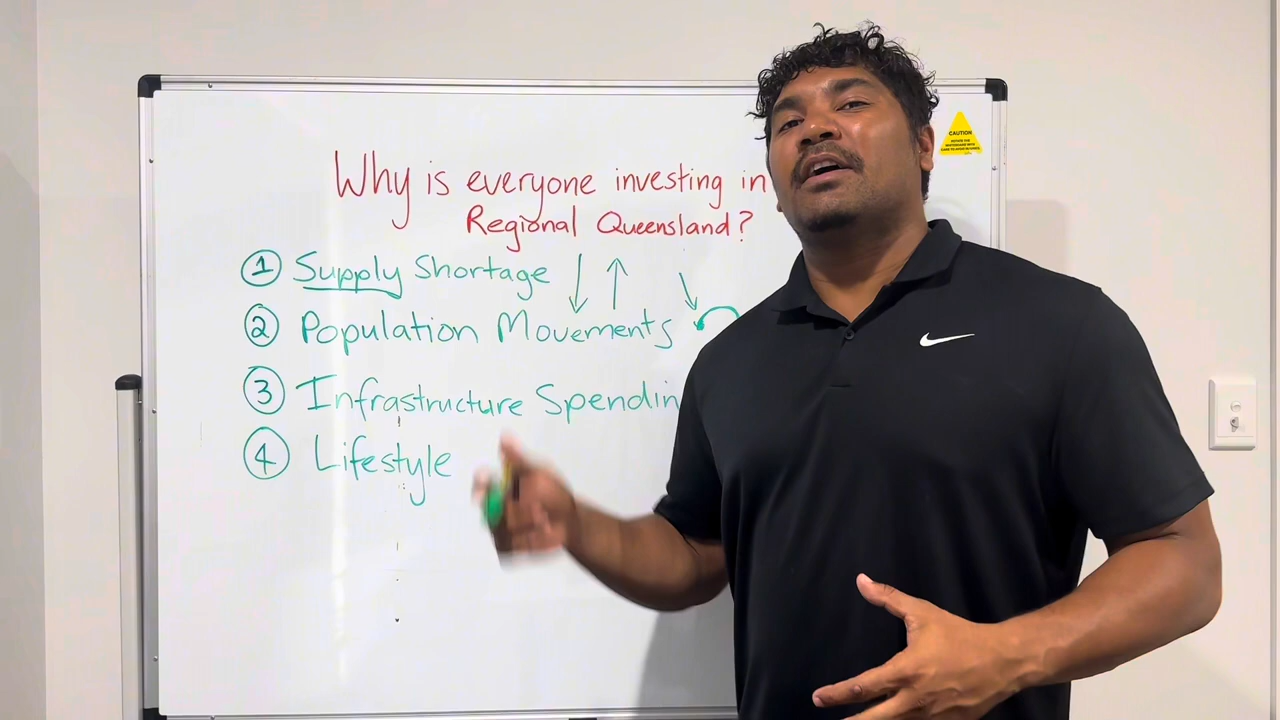 Why is everyone investing in
Regional Queensland?
1 Supply Shortage
2 Population Movements
3 Infrastructure Spendin
4 Lifestyle
CAUTION